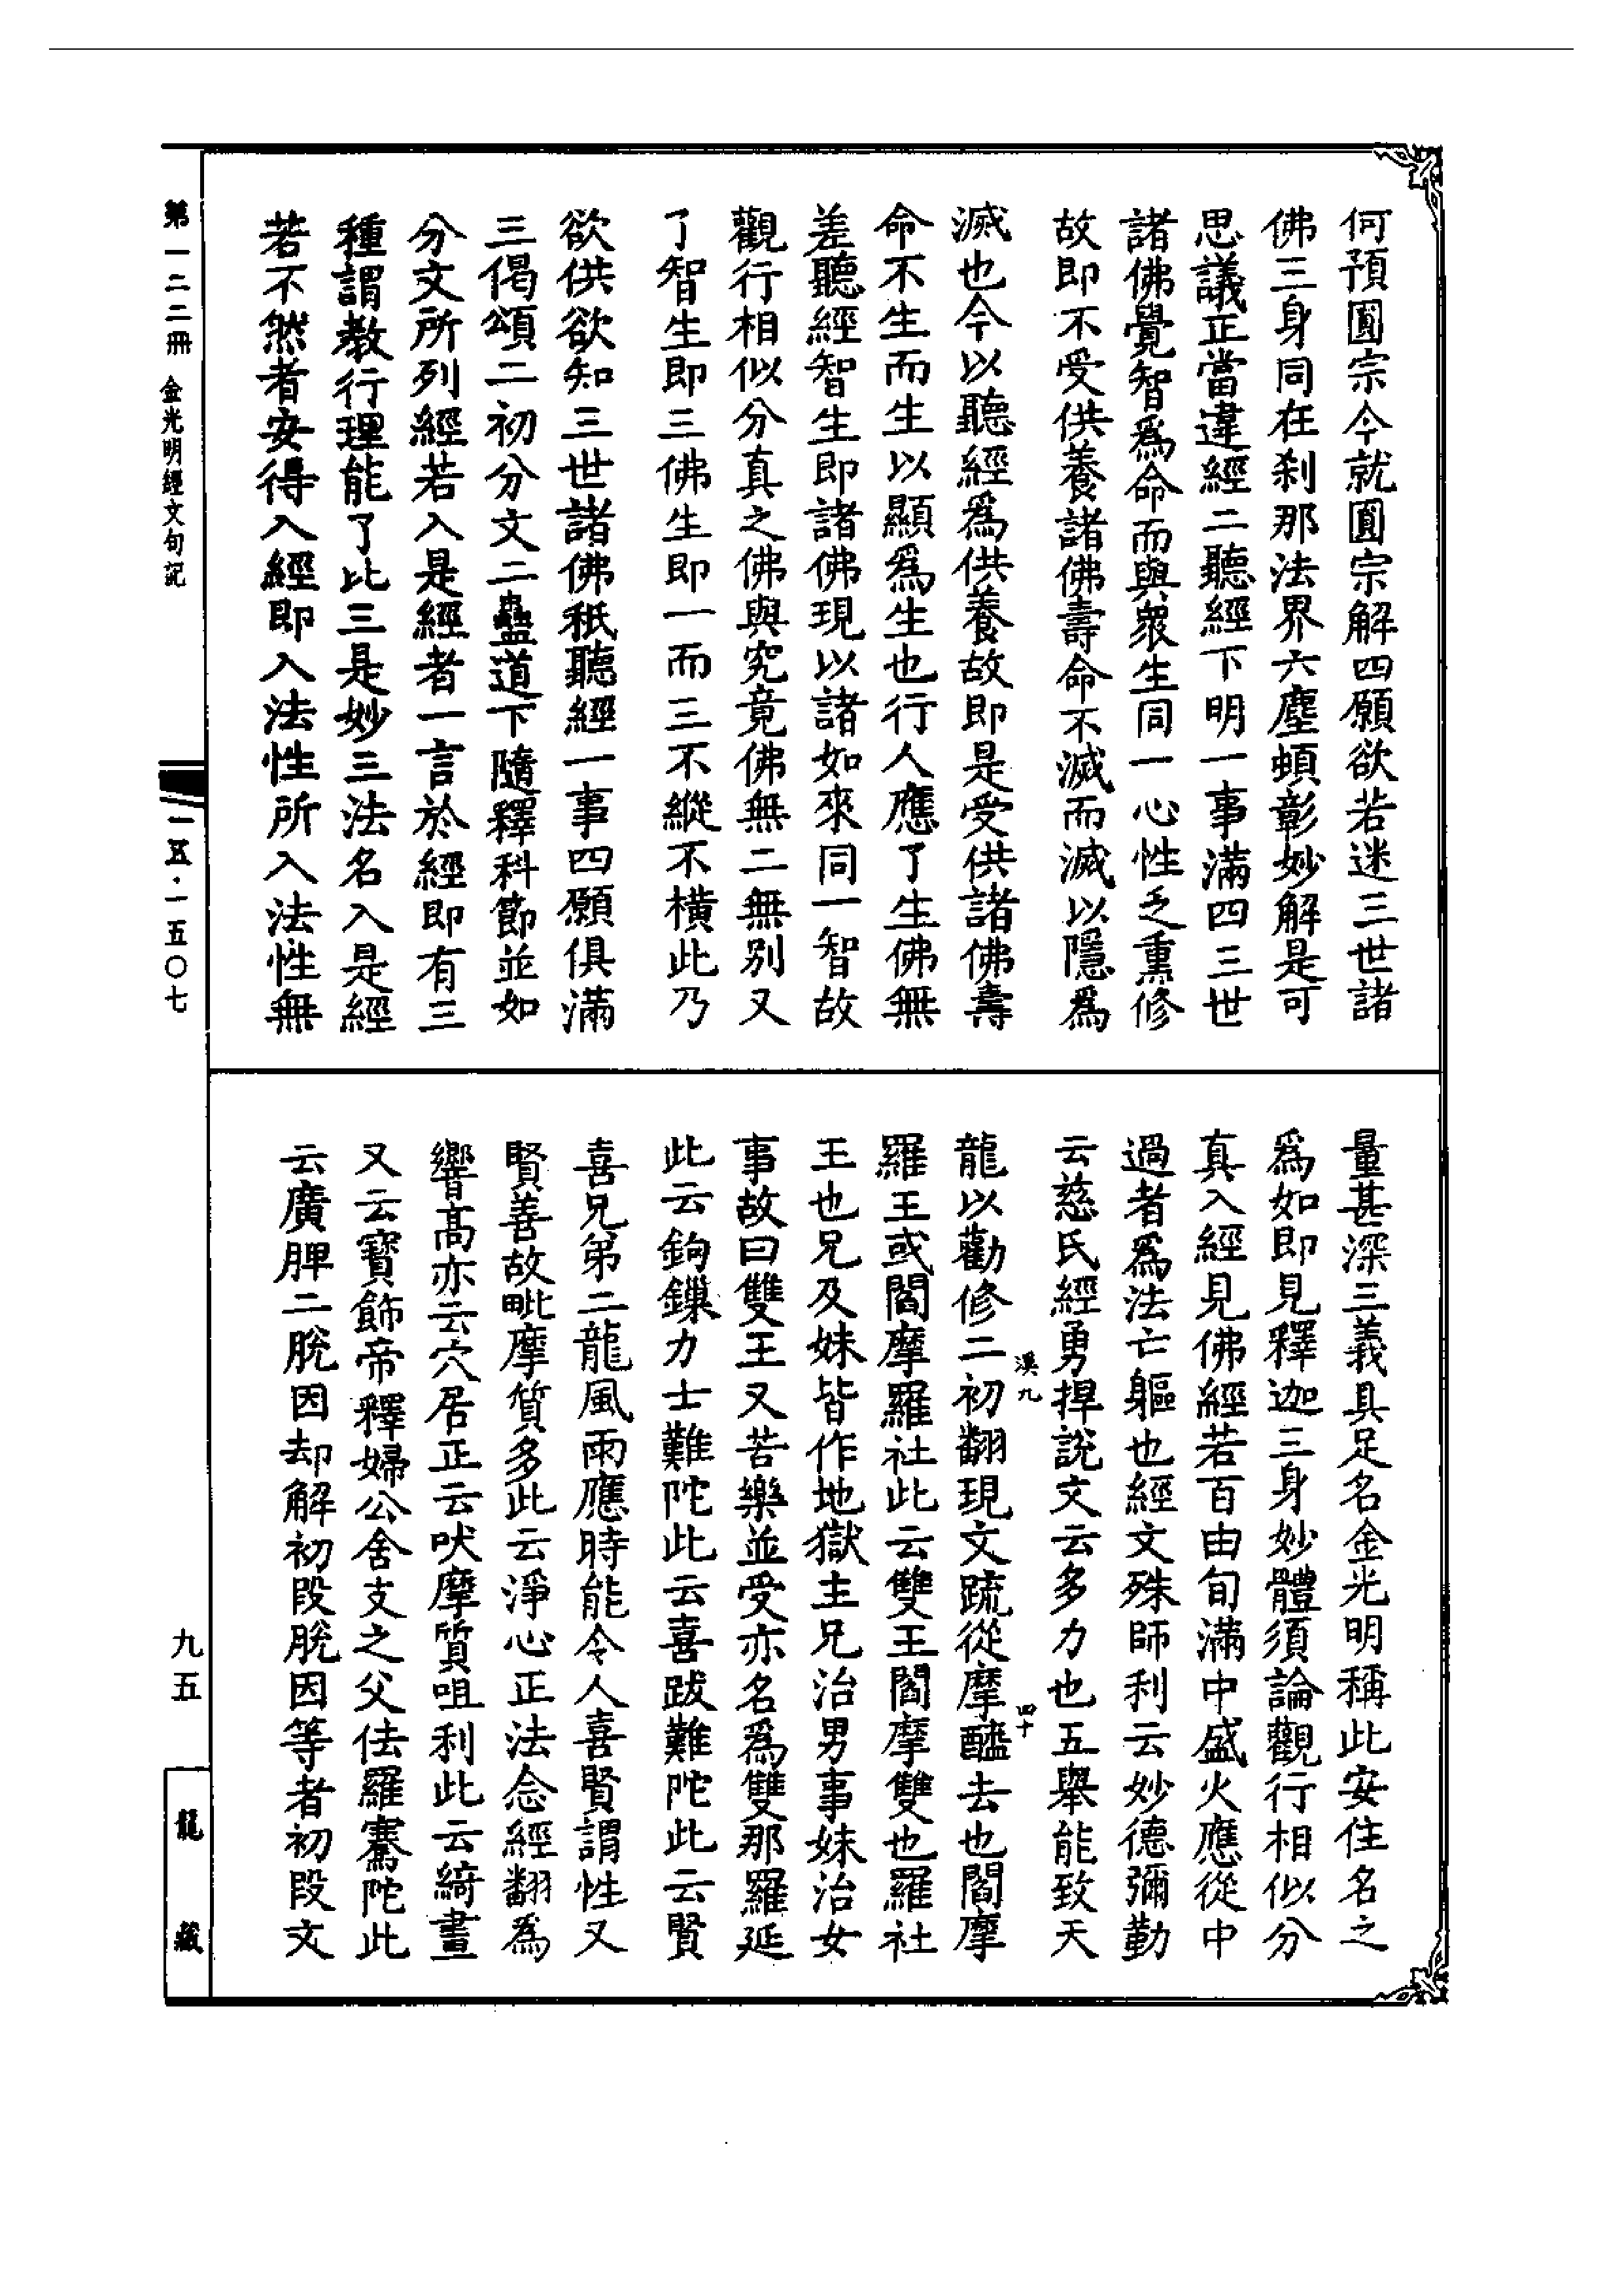 何預圓宗今就圓宗解四願欲若迷三世諸
佛三身同在刹那法界六塵頓彰妙解是可
思議正當違經二聽經下明一事滿四三世
諸佛覺智爲命而與衆生同一心性乏熏修
故即不受供養諸佛壽命不滅而滅以隱爲
滅也今以聽經爲供養故即是受供諸佛壽
命不生而生以顯爲生也行人應了生佛無
差聽經智生即諸佛現以諸如來同一智故
觀行相似分真之佛與究竟佛無二無別又
了智生即三佛生即一而三不縱不橫此乃
欲供欲知三世諸佛秖聽經一事四願俱滿
三偈頌二初分文二蠱道下隨釋科節並如
分文所列經若入是經者一言於經即有三
種謂教行理能了比三是妙三法名入是經
若不然者安得入經即入法性所入法性無
量甚深三義具足名金光明稱此安住名之
爲如即見釋迦三身妙體須論觀行相似分
真入經見佛經若百由旬滿中盛火應從中
過者爲法亡軀也經文殊師利云妙德彌勒
云慈氏經勇捍說文云多力也五舉能致天
龍以勸修二初翻現文疏從摩醯去也閻摩
羅王或閻摩羅社此云雙王閻摩雙也羅社
王也兄及妹皆作地獄主兄治男事妹治女
事故曰雙王又苦樂並受亦名爲雙那羅延
此云鉤鏁力士難陀此云喜跋難陀此云賢
喜兄弟二龍風雨應時能令人喜賢謂性又
賢善故毗摩質多此云淨心正法念經翻爲
響高亦云穴居正云吠摩質咀利此云綺畫
又云寶飾帝釋婦公舍支之父佉羅騫陀此
云廣胛二脫因却解初段脫因等者初段文
漢九
四十
第一二二冊 金光明經文句記
一五·一五〇七
九五
龍藏